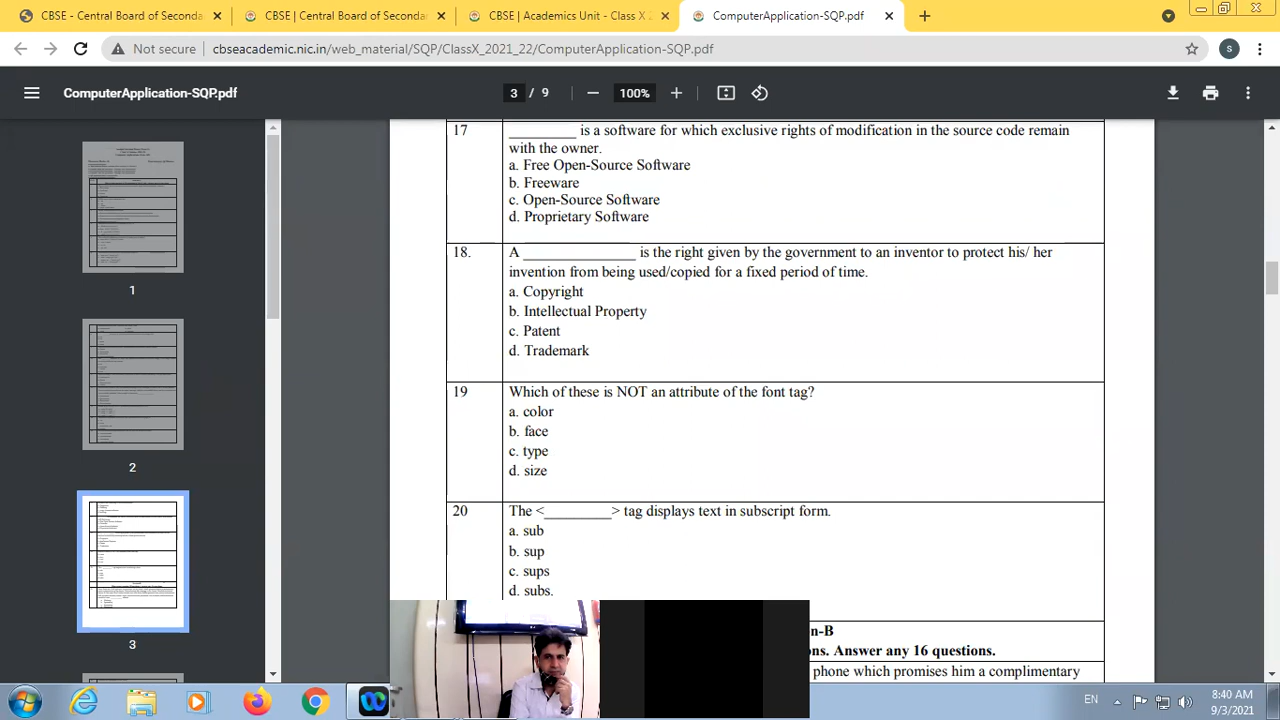 CBSE - Central Board of Seconda
CBSE | Central Board of Seconda
CBSE | Academics Unit - Class X 2
ComputerApplication-SQP.pdf
Not secure
cbseacademic.nic.in/web_material/SQP/ClassX_2021_22/ComputerApplication-SQP.pdf
S
ComputerApplication-SQP.pdf
3 / 9
100%
1
2
3
17
_________ is a software for which exclusive rights of modification in the source code remain
with the owner.
a. Free Open-Source Software
b. Freeware
c. Open-Source Software
d. Proprietary Software
18.
A _______________ is the right given by the government to an inventor to protect his/ her
invention from being used/copied for a fixed period of time.
a. Copyright
b. Intellectual Property
c. Patent
d. Trademark
19
Which of these is NOT an attribute of the font tag?
a. color
b. face
c. type
d. size
20
The <_________> tag displays text in subscript form.
a. sub
b. sup
c. sups
d. subs.
n-B
ns. Answer any 16 questions.
phone which promises him a complimentary
EN
8:40 AM
9/3/2021